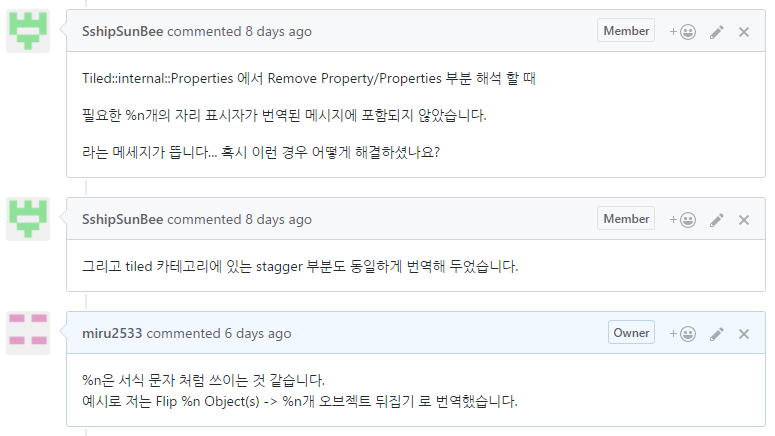 SshipSunBee commented 8 days ago Member
Tiled::internal::Properties 에서 Remove Property/Properties 부분 해석 할 때
필요한 %n개의 자리 표시자가 번역된 메시지에 포함되지 않았습니다.
라는 메세지가 뜹니다... 혹시 이런 경우 어떻게 해결하셨나요?
SshipSunBee commented 8 days ago Member
그리고 tiled 카테고리에 있는 stagger 부분도 동일하게 번역해 두었습니다.
miru2533 commented 6 days ago Owner
%n은 서식 문자 처럼 쓰이는 것 같습니다.
예시로 저는 Flip %n Object(s) -> %n개 오브젝트 뒤집기 로 번역했습니다.